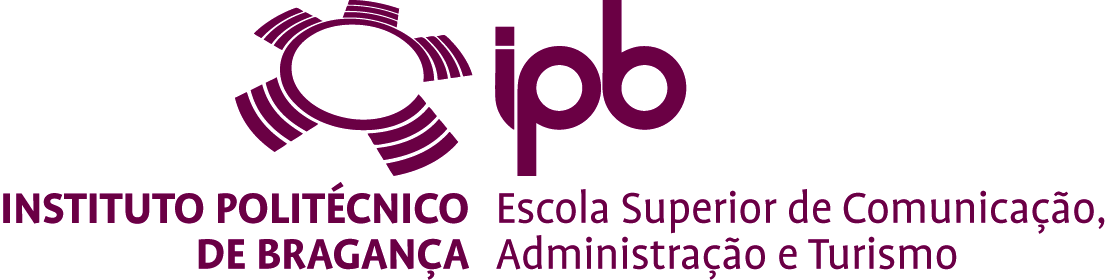 ipb
INSTITUTO POLITÉCNICO
DE BRAGANÇA
Escola Superior de Comunicação,
Administração e Turismo